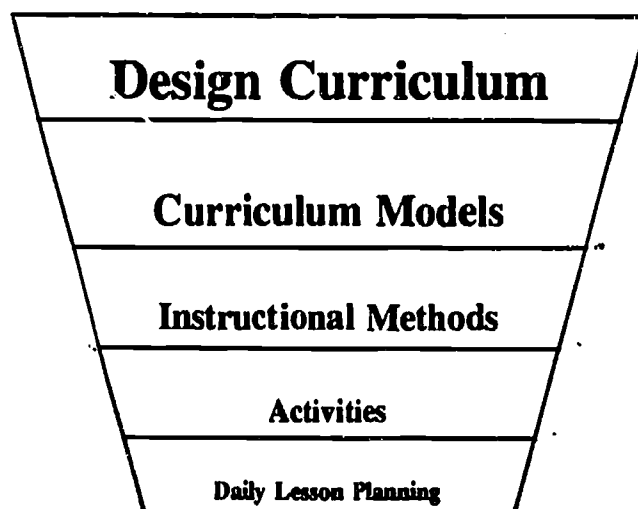 Design Curriculum
Curriculum Models
Instructional Methods
Activities
Daily Lesson Planning